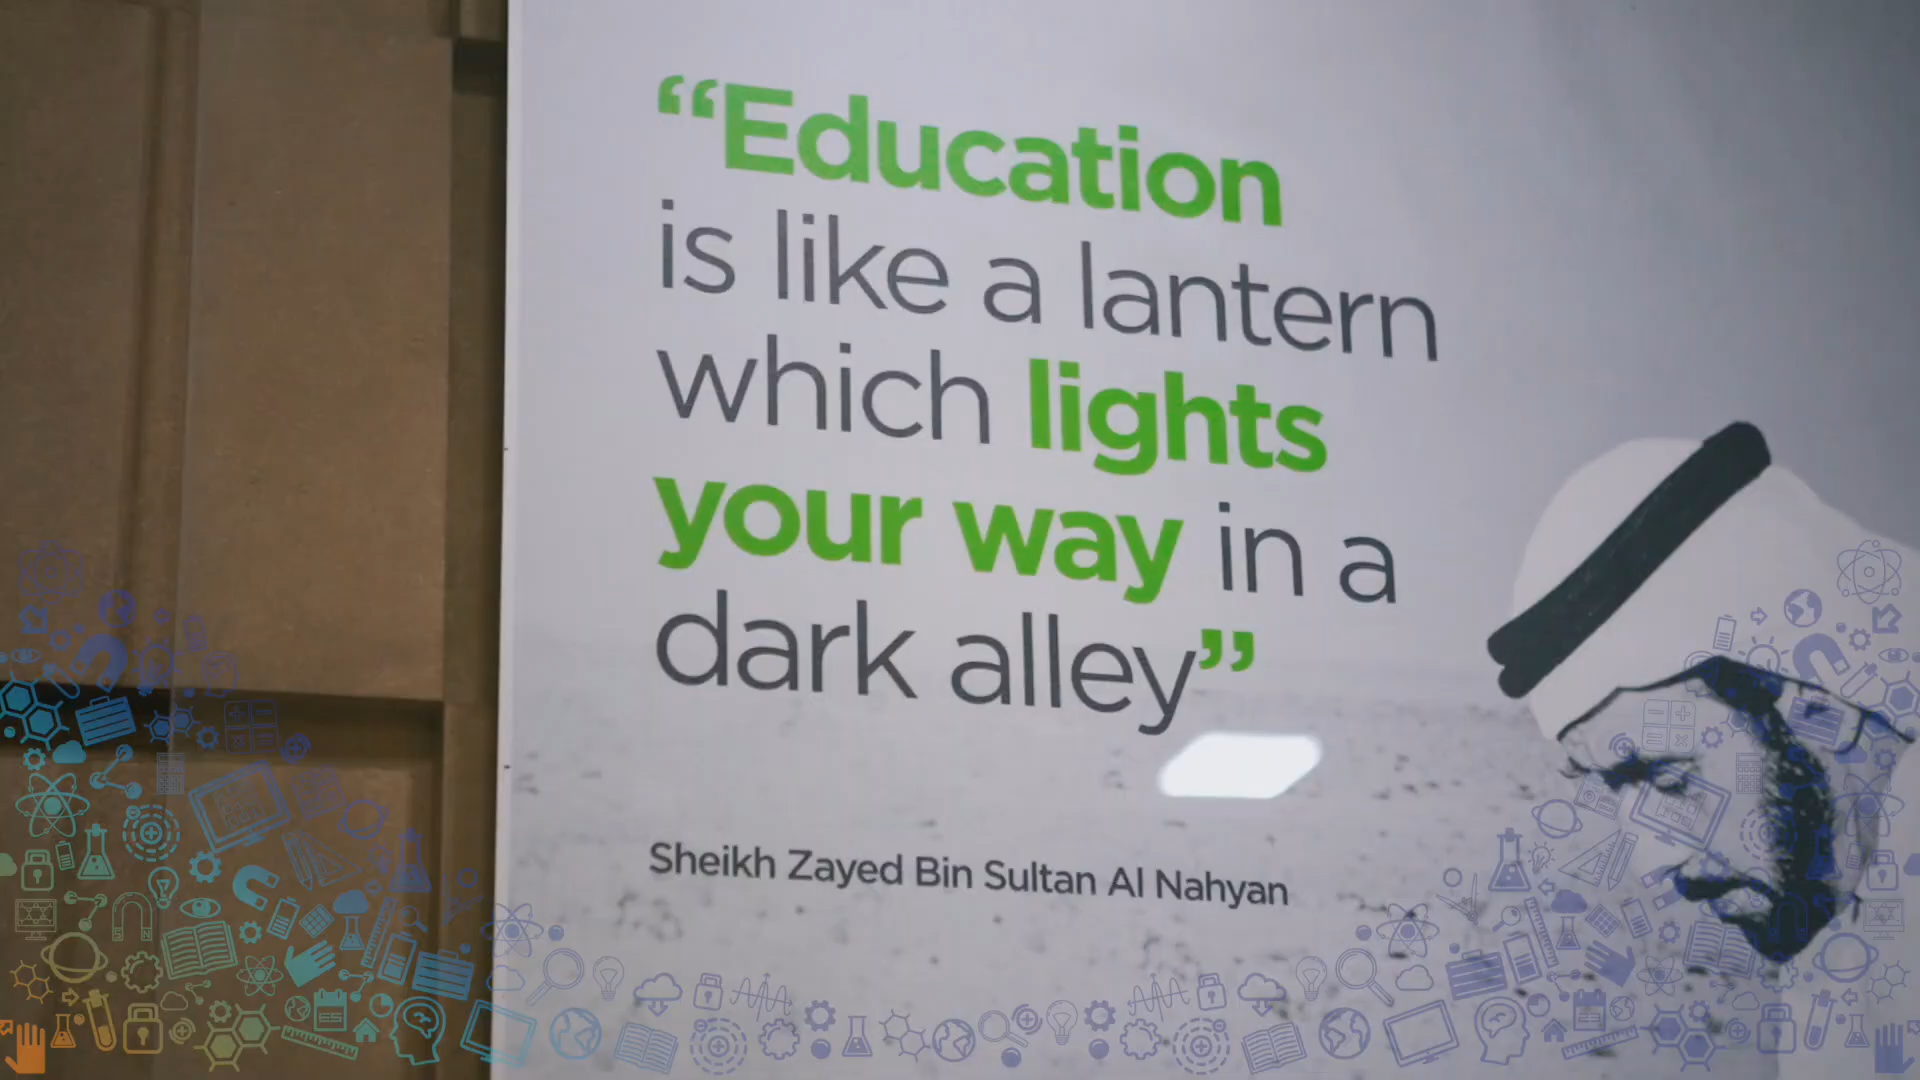 “Education
is like a lantern
which lights
your way in a
dark alley”
Sheikh Zayed Bin Sultan Al Nahyan